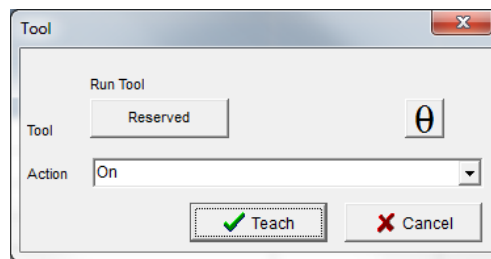 Tool
Run Tool
Tool Reserved θ
Action On
Teach Cancel